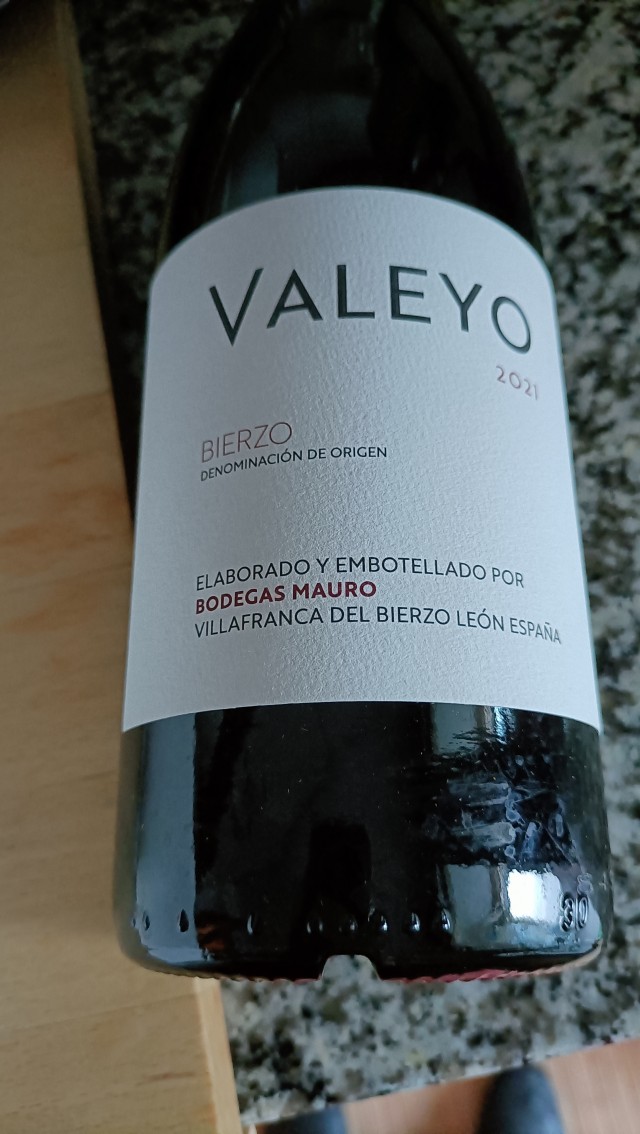 VALEYO
2021
BIERZO
DENOMINACIÓN DE ORIGEN
ELABORADO Y EMBOTELLADO POR
BODEGAS MAURO
VILLAFRANCA DEL BIERZO LEÓN ESPAÑA